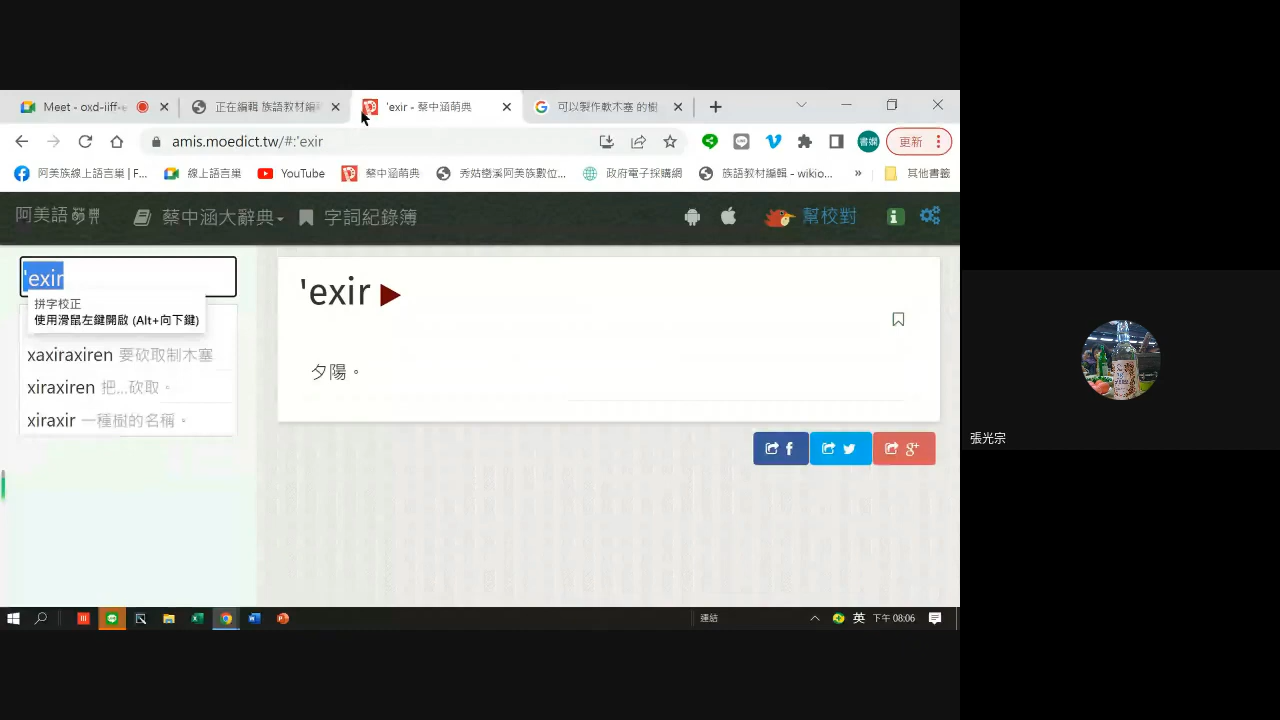 Meet - oxd-iiff-
正在編輯 族語教材編
'exir - 蔡中涵萌典
可以製作軟木塞 的樹
amis.moedict.tw/#:'exir
更新
阿美族線上語言巢 | F...
線上語言巢
YouTube
蔡中涵萌典
秀姑巒溪阿美族數位...
政府電子採購網
族語教材編輯 - wikio...
»
其他書籤
阿美語萌典
蔡中涵大辭典
字詞紀錄簿
幫校對
'exir
拼字校正
使用滑鼠左鍵開啟 (Alt+向下鍵)
xaxiraxiren 要砍取制木塞
xiraxiren 把...砍取。
xiraxir 一種樹的名稱。
'exir
夕陽。
張光宗
連結
英
下午 08:06